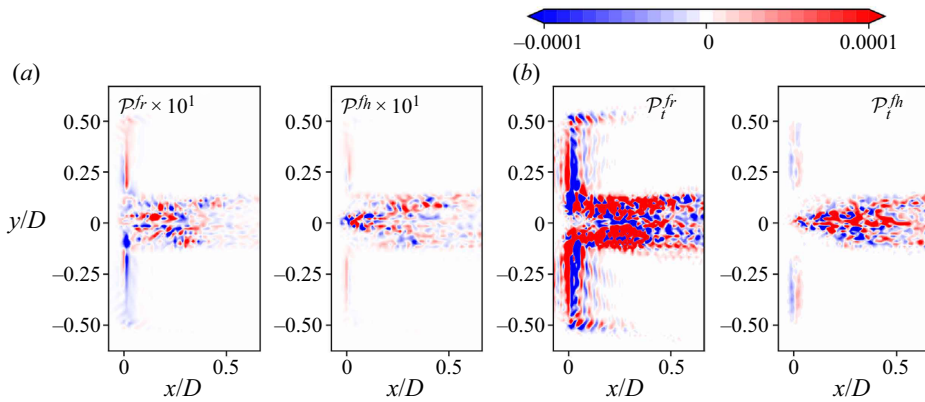 −0.0001 0 0.0001
(a) (b)
𝒫^fr × 10^1 𝒫^fh × 10^1 𝒫_t^fr 𝒫_t^fh
0.50 0.50 0.50 0.50
0.25 0.25 0.25 0.25
y/D 0 0 0 0
−0.25 −0.25 −0.25 −0.25
−0.50 −0.50 −0.50 −0.50
0 0.5 0 0.5 0 0.5 0 0.5
x/D x/D x/D x/D